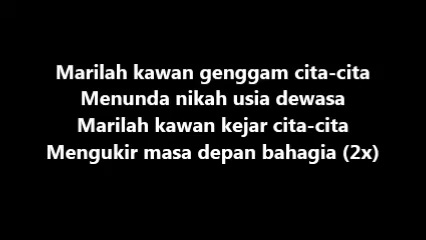 Marilah kawan genggam cita-cita
Menunda nikah usia dewasa
Marilah kawan kejar cita-cita
Mengukir masa depan bahagia (2x)